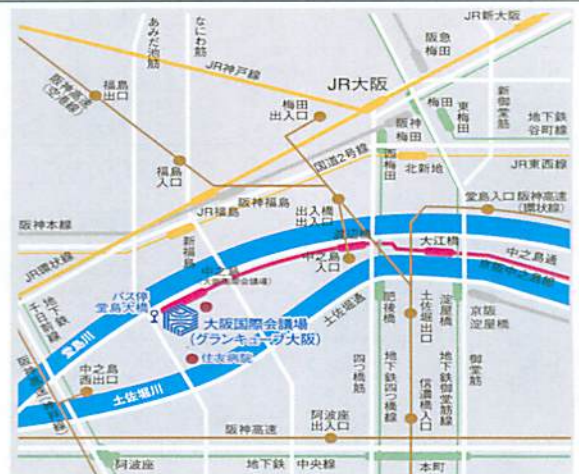 JR新大阪
なにわ筋
あみだ池筋
阪急
梅田
JR神戸線
福島
出口
JR大阪
阪神高速
(空港線)
梅田
出入口
梅田
東梅田
新御堂筋
地下鉄
谷町線
阪神
梅田
西梅田
国道2号線
JR東西線
北新地
福島
入口
阪神福島
出入橋
出入口
堂島入口
阪神高速
(環状線)
JR福島
阪神本線
新福島
渡辺橋
大江橋
中之島通
JR環状線
中之島
中之島
入口
京阪中之島線
バス停
堂島大橋
大阪国際会議場
(グランキューブ大阪)
土佐堀通
肥後橋
土佐堀出口
淀屋橋
京阪
淀屋橋
地下鉄
千日前線
堂島川
住友病院
中之島
西出口
土佐堀川
四つ橋筋
地下鉄四つ橋線
信濃橋入口
地下鉄御堂筋線
御堂筋
阿波座
出入口
阪神高速
阿波座
地下鉄
中央線
本町